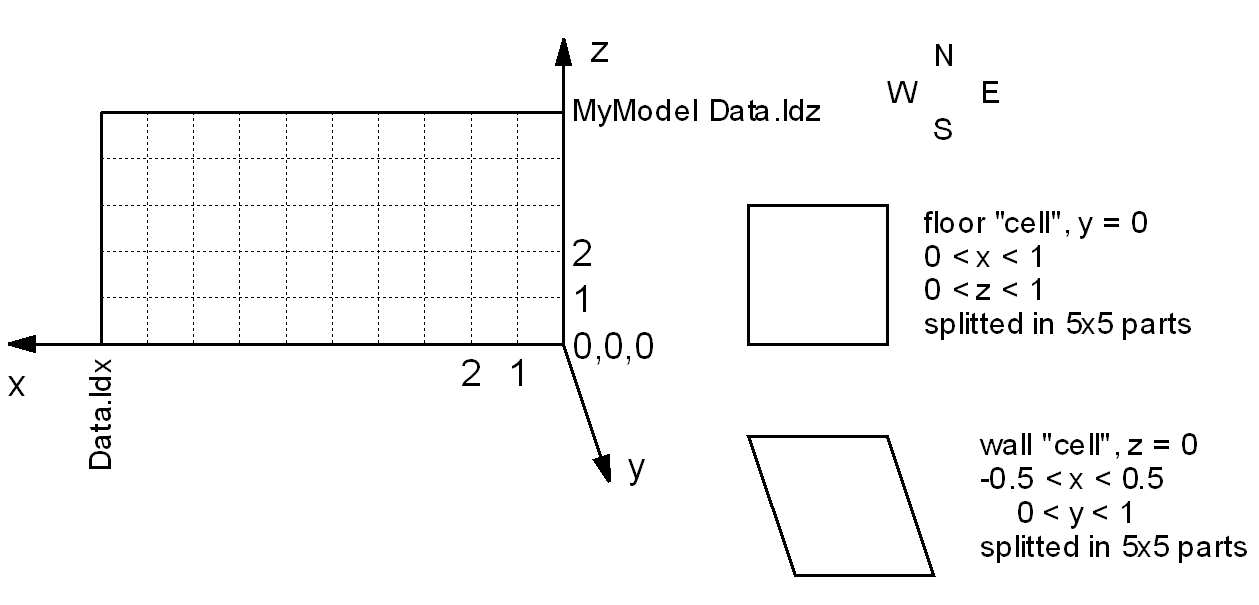 z
MyModel Data.ldz
2
1
0,0,0
2 1
x
Data.ldx
y
N
W E
S
floor "cell", y = 0
0 < x < 1
0 < z < 1
splitted in 5x5 parts
wall "cell", z = 0
-0.5 < x < 0.5
0 < y < 1
splitted in 5x5 parts